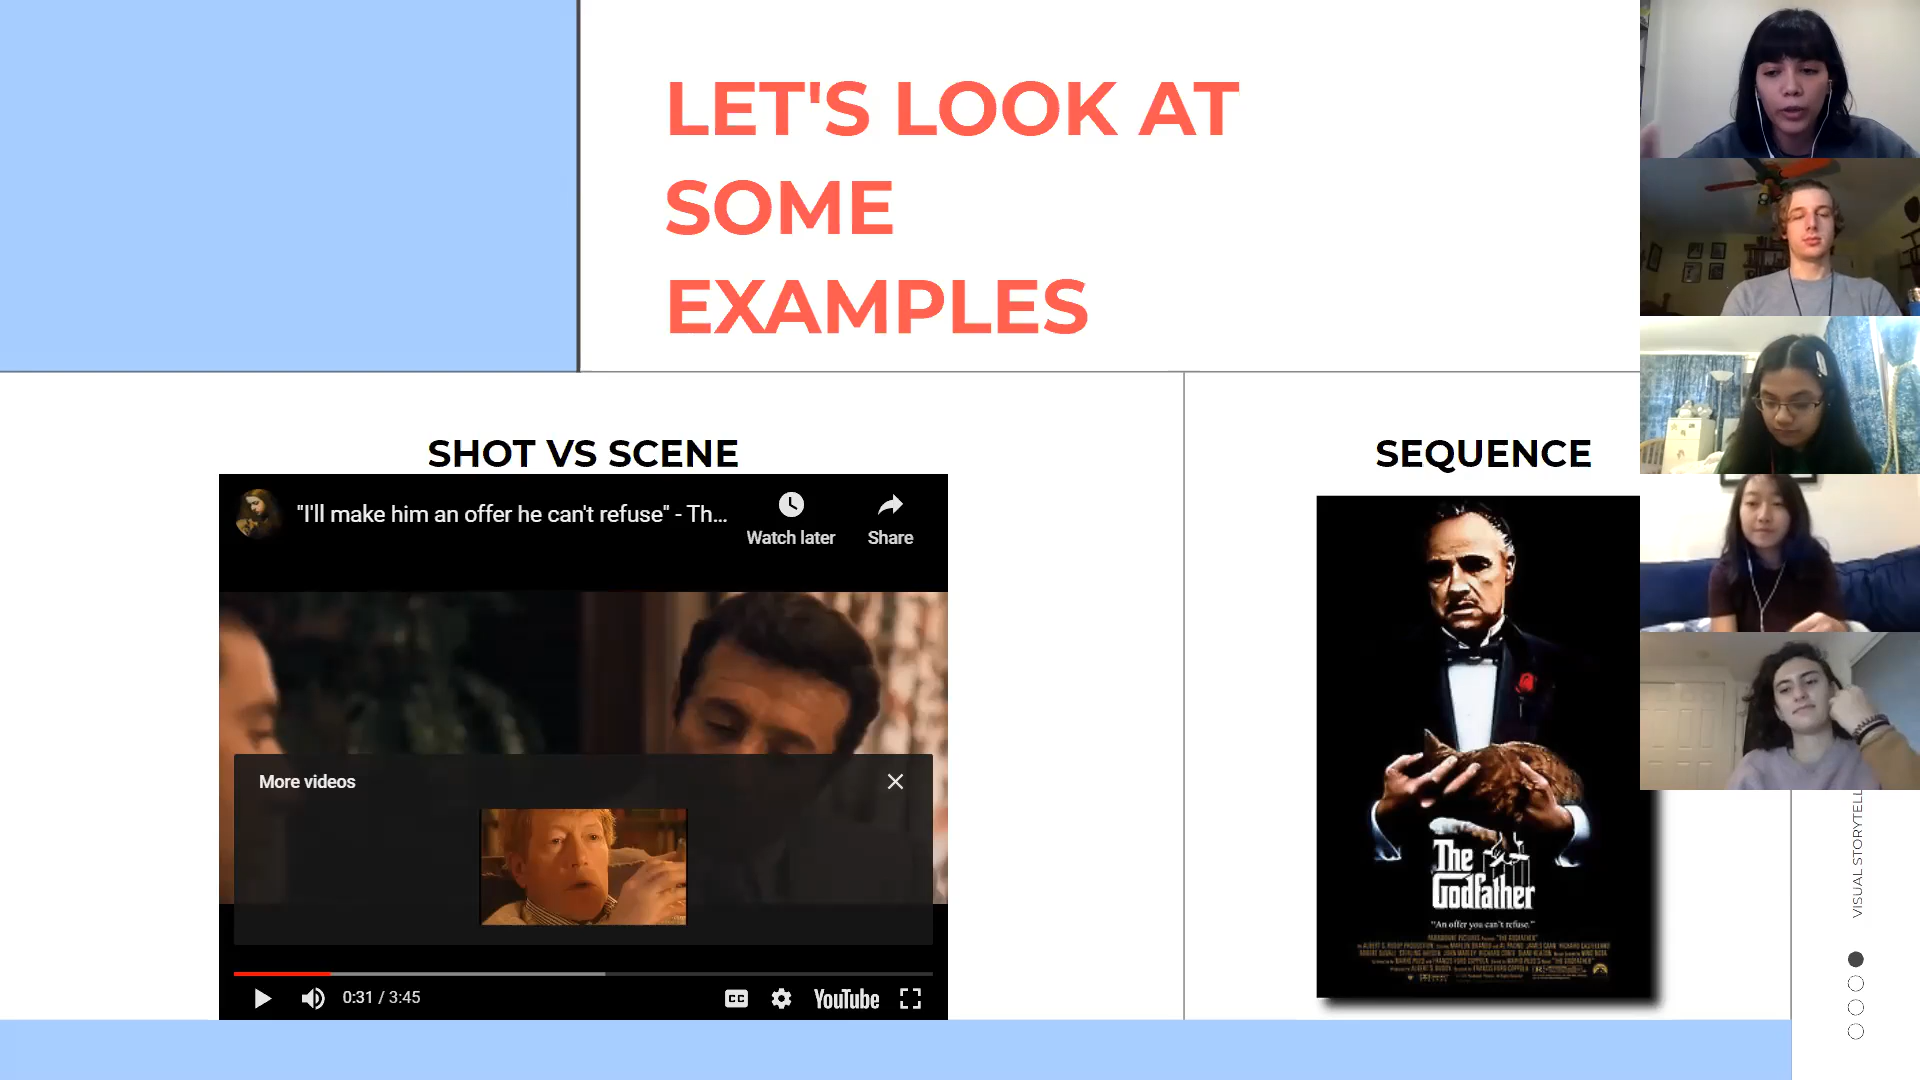 LET'S LOOK AT
SOME
EXAMPLES
SHOT VS SCENE
"I'll make him an offer he can't refuse" - Th...
Watch later
Share
More videos
0:31 / 3:45
CC
YouTube
SEQUENCE
The
Godfather
"An offer you can't refuse."
VISUAL STORYTELL